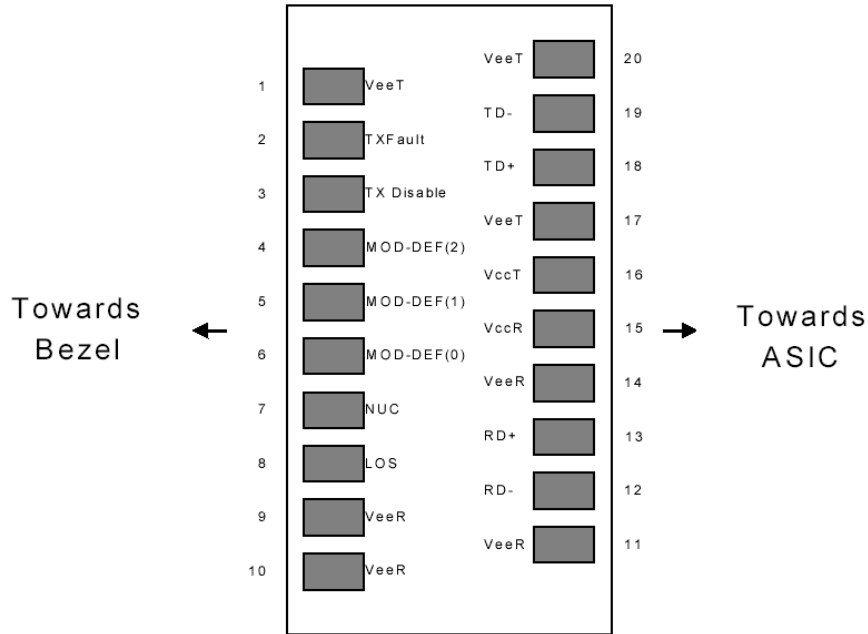 VeeT 20
1 VeeT
TD- 19
2 TXFault
TD+ 18
3 TX Disable
VeeT 17
4 MOD-DEF(2)
VccT 16
5 MOD-DEF(1)
Towards
Bezel
VccR 15
Towards
ASIC
6 MOD-DEF(0)
VeeR 14
7 NUC
RD+ 13
8 LOS
RD- 12
9 VeeR
VeeR 11
10 VeeR